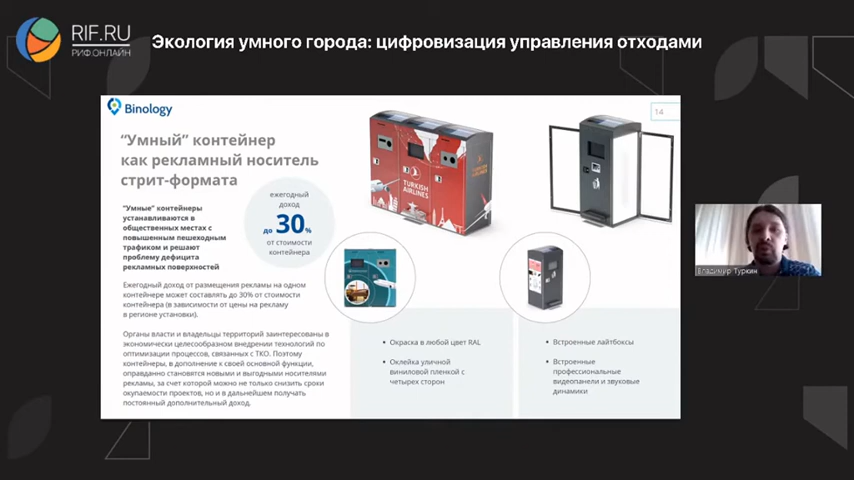 RIF.RU
РИФ.ОНЛАЙН
Экология умного города: цифровизация управления отходами
Binology
14
“Умный” контейнер
как рекламный носитель
стрит-формата
“Умные” контейнеры
устанавливаются в
общественных местах с
повышенным пешеходным
трафиком и решают
проблему дефицита
рекламных поверхностей
ежегодный
доход
до 30%
от стоимости
контейнера
Ежегодный доход от размещения рекламы на одном
контейнере может составлять до 30% от стоимости
контейнера (в зависимости от цены на рекламу
в регионе установки).
Органы власти и владельцы территорий заинтересованы в
экономически целесообразном внедрении технологий по
оптимизации процессов, связанных с ТКО. Поэтому
контейнеры, в дополнение к своей основной функции,
оправданно становятся новыми и выгодными носителями
рекламы, за счет которой можно не только снизить сроки
окупаемости проектов, но и в дальнейшем получать
постоянный дополнительный доход.
TURKISH
AIRLINES
• Окраска в любой цвет RAL
• Оклейка уличной
виниловой пленкой с
четырех сторон
• Встроенные лайтбоксы
• Встроенные
профессиональные
видеопанели и звуковые
динамики
Владимир Туркин